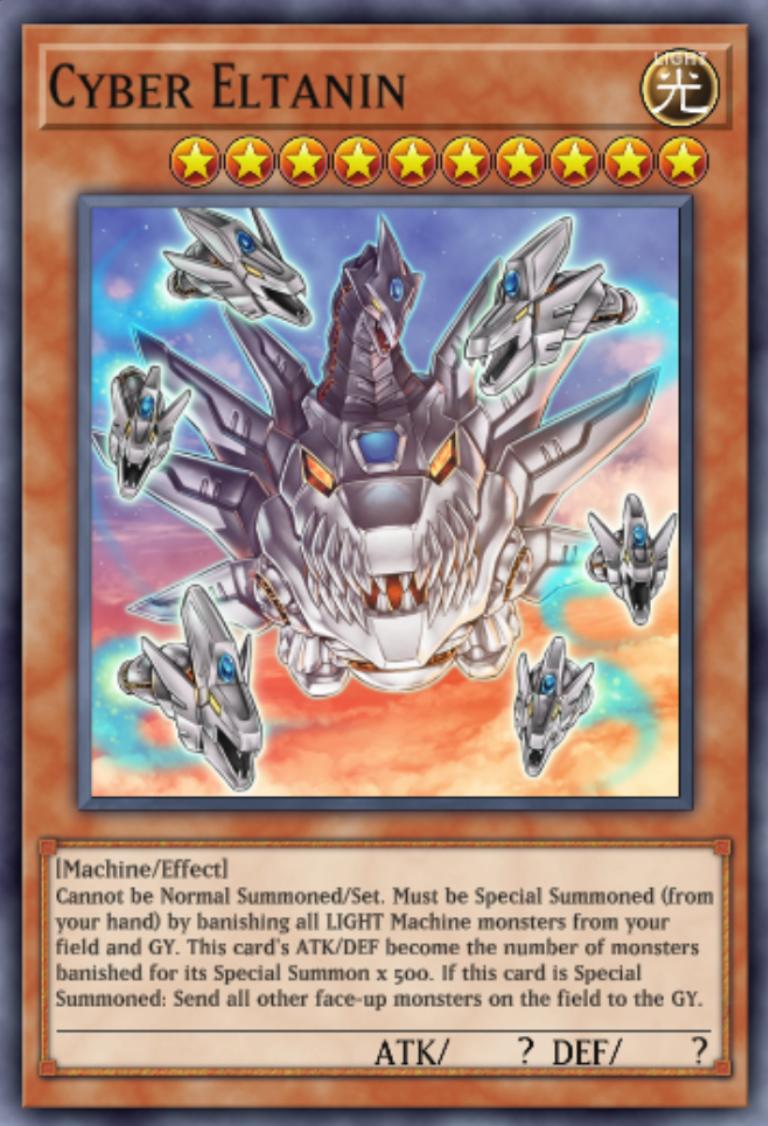 CYBER ELTANIN
LIGHT
光
[Machine/Effect]
Cannot be Normal Summoned/Set. Must be Special Summoned (from
your hand) by banishing all LIGHT Machine monsters from your
field and GY. This card's ATK/DEF become the number of monsters
banished for its Special Summon x 500. If this card is Special
Summoned: Send all other face-up monsters on the field to the GY.
ATK/ ? DEF/ ?